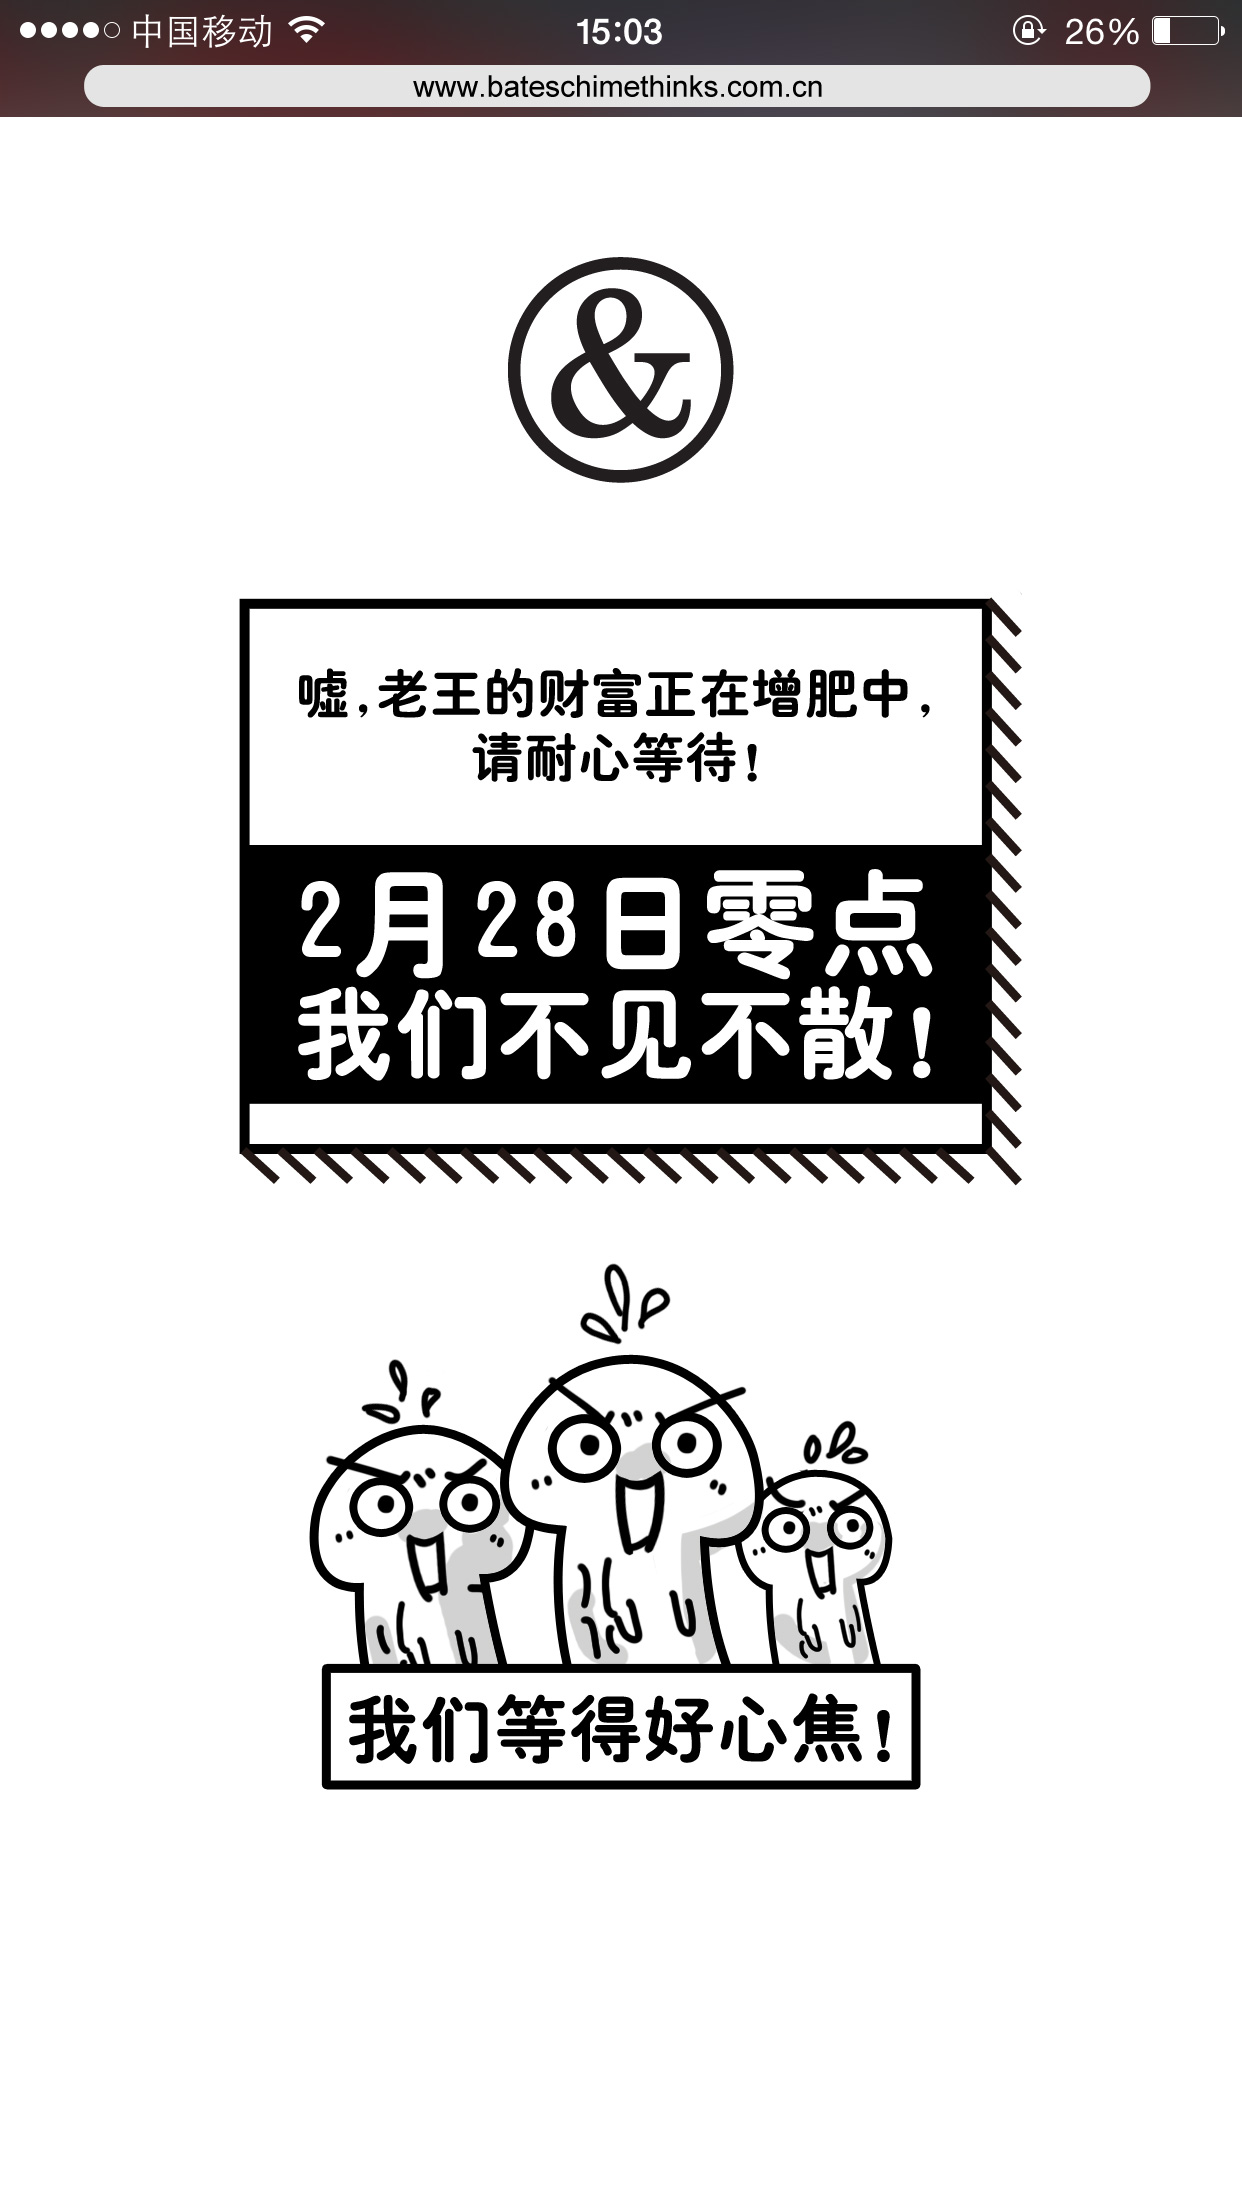 中国移动
15:03
26%
www.bateschimethinks.com.cn
&
嘘,老王的财富正在增肥中,
请耐心等待!
2月28日零点
我们不见不散!
我们等得好心焦!